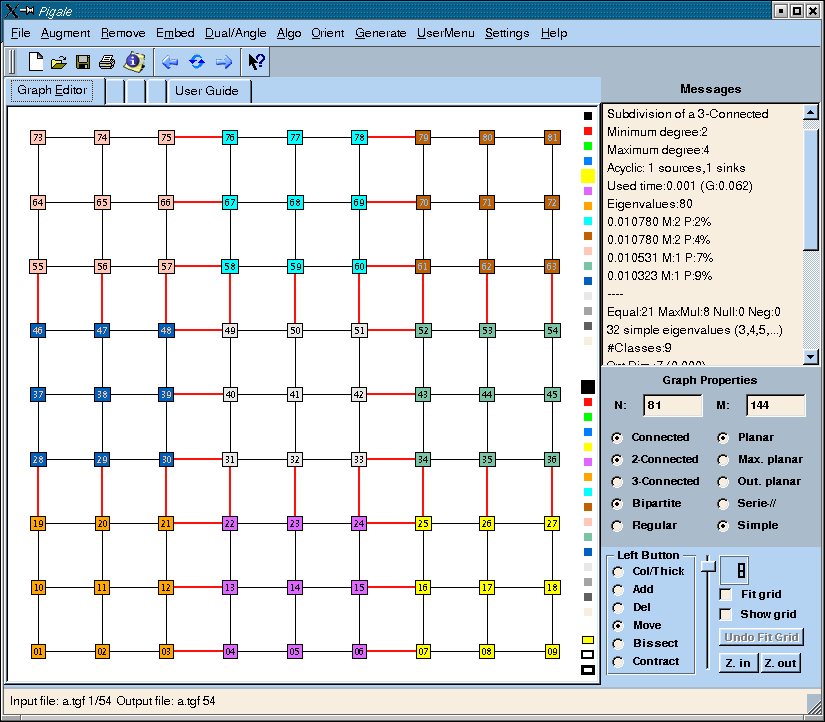 Pigale
File Augment Remove Embed Dual/Angle Algo Orient Generate UserMenu Settings Help
Graph Editor User Guide
Messages
Subdivision of a 3-Connected
Minimum degree:2
Maximum degree:4
Acyclic: 1 sources,1 sinks
Used time:0.001 (G:0.062)
Eigenvalues:80
0.010780 M:2 P:2%
0.010780 M:2 P:4%
0.010531 M:1 P:7%
0.010323 M:1 P:9%
----
Equal:21 MaxMul:8 Null:0 Neg:0
32 simple eigenvalues (3,4,5,...)
#Classes:9
73 74 75 76 77 78 79 80 81
64 65 66 67 68 69 70 71 72
55 56 57 58 59 60 61 62 63
46 47 48 49 50 51 52 53 54
37 38 39 40 41 42 43 44 45
28 29 30 31 32 33 34 35 36
19 20 21 22 23 24 25 26 27
10 11 12 13 14 15 16 17 18
01 02 03 04 05 06 07 08 09
Graph Properties
N: 81 M: 144
Connected Planar
2-Connected Max. planar
3-Connected Out. planar
Bipartite Serie-//
Regular Simple
Left Button
Col/Thick
Add
Del
Move
Bissect
Contract
8
Fit grid
Show grid
Undo Fit Grid
Z. in Z. out
Input file: a.tgf 1/54 Output file: a.tgf 54